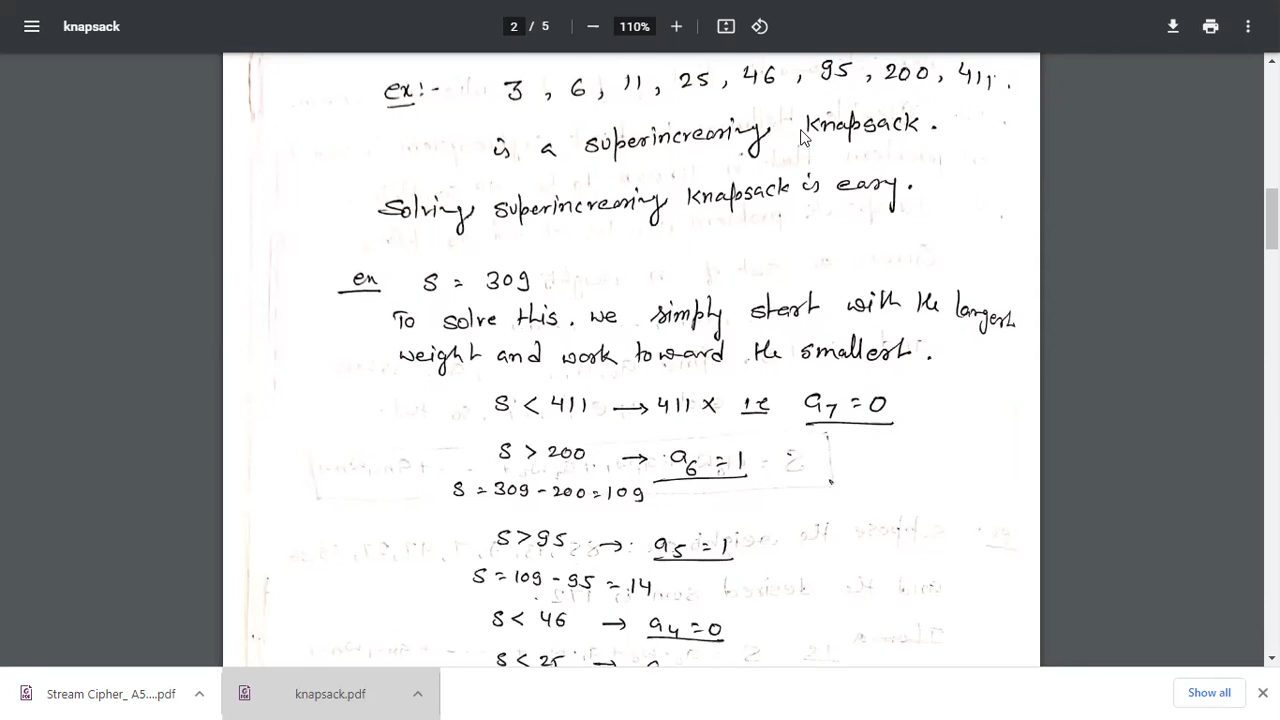 knapsack
2 / 5
110%
ex:- 3, 6, 11, 25, 46, 95, 200, 411.
is a superincreasing knapsack.
Solving superincreasing knapsack is easy.
ex S = 309
To solve this. we simply start with the largest
weight and work toward the smallest.
S < 411 → 411 × ie a7 = 0
S > 200 → a6 = 1
S = 309 - 200 = 109
S > 95 → a5 = 1
S = 109 - 95 = 14
S < 46 → a4 = 0
S < 25 →
Stream Cipher_ A5....pdf
knapsack.pdf
Show all